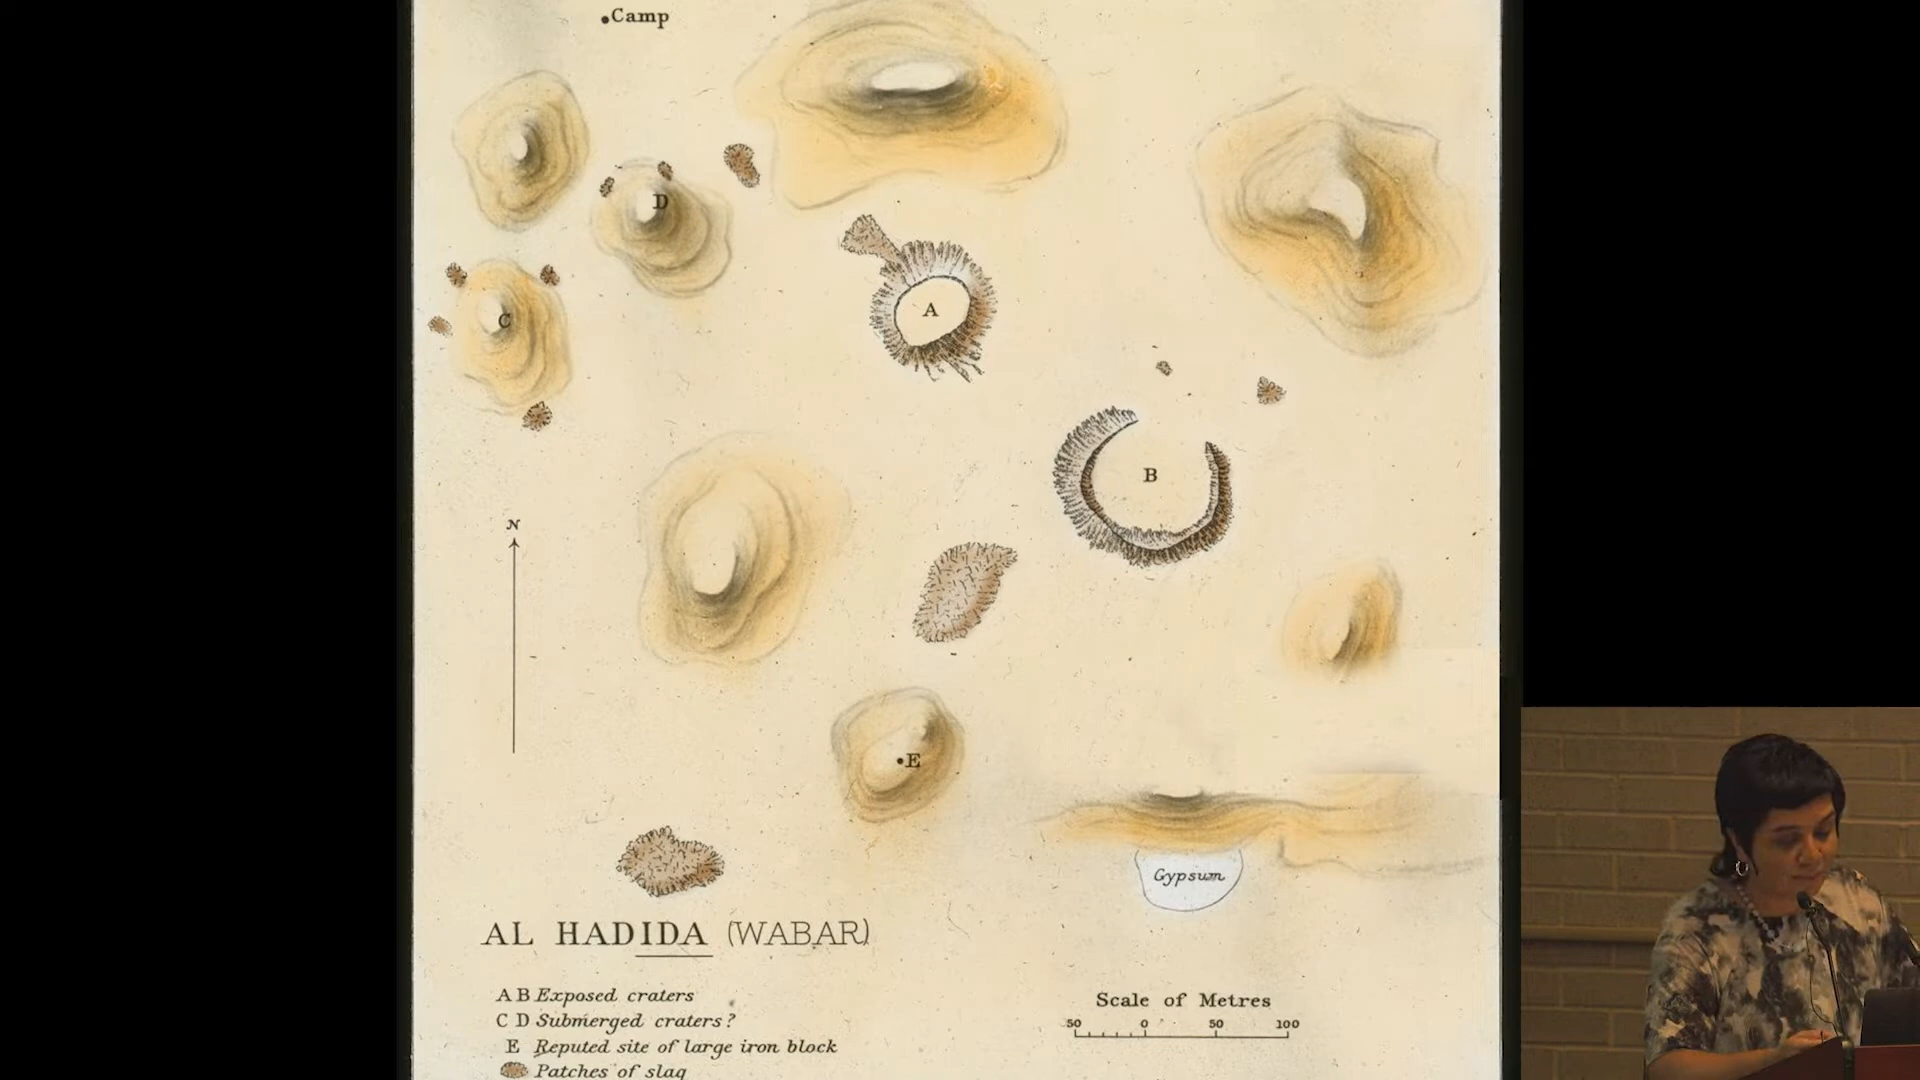 Camp
D
C
A
B
N
E
Gypsum
AL HADIDA (WABAR)
A B Exposed craters
C D Submerged craters?
E Reputed site of large iron block
Patches of slag
Scale of Metres
50 0 50 100